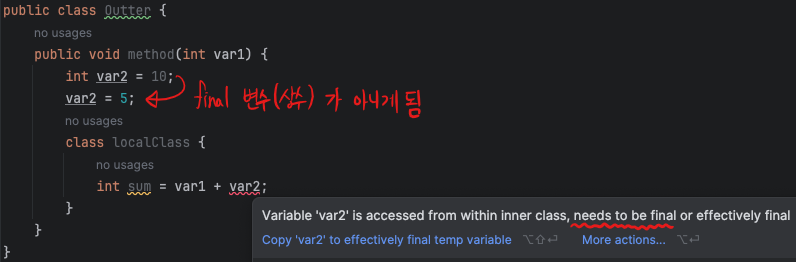 public class Outter {
no usages
public void method(int var1) {
int var2 = 10;
var2 = 5; final 변수(상수) 가 아니게 됨
no usages
class localClass {
no usages
int sum = var1 + var2;
}
Variable 'var2' is accessed from within inner class, needs to be final or effectively final
}
Copy 'var2' to effectively final temp variable ⌥⇧⏎ More actions... ⌥⏎
}